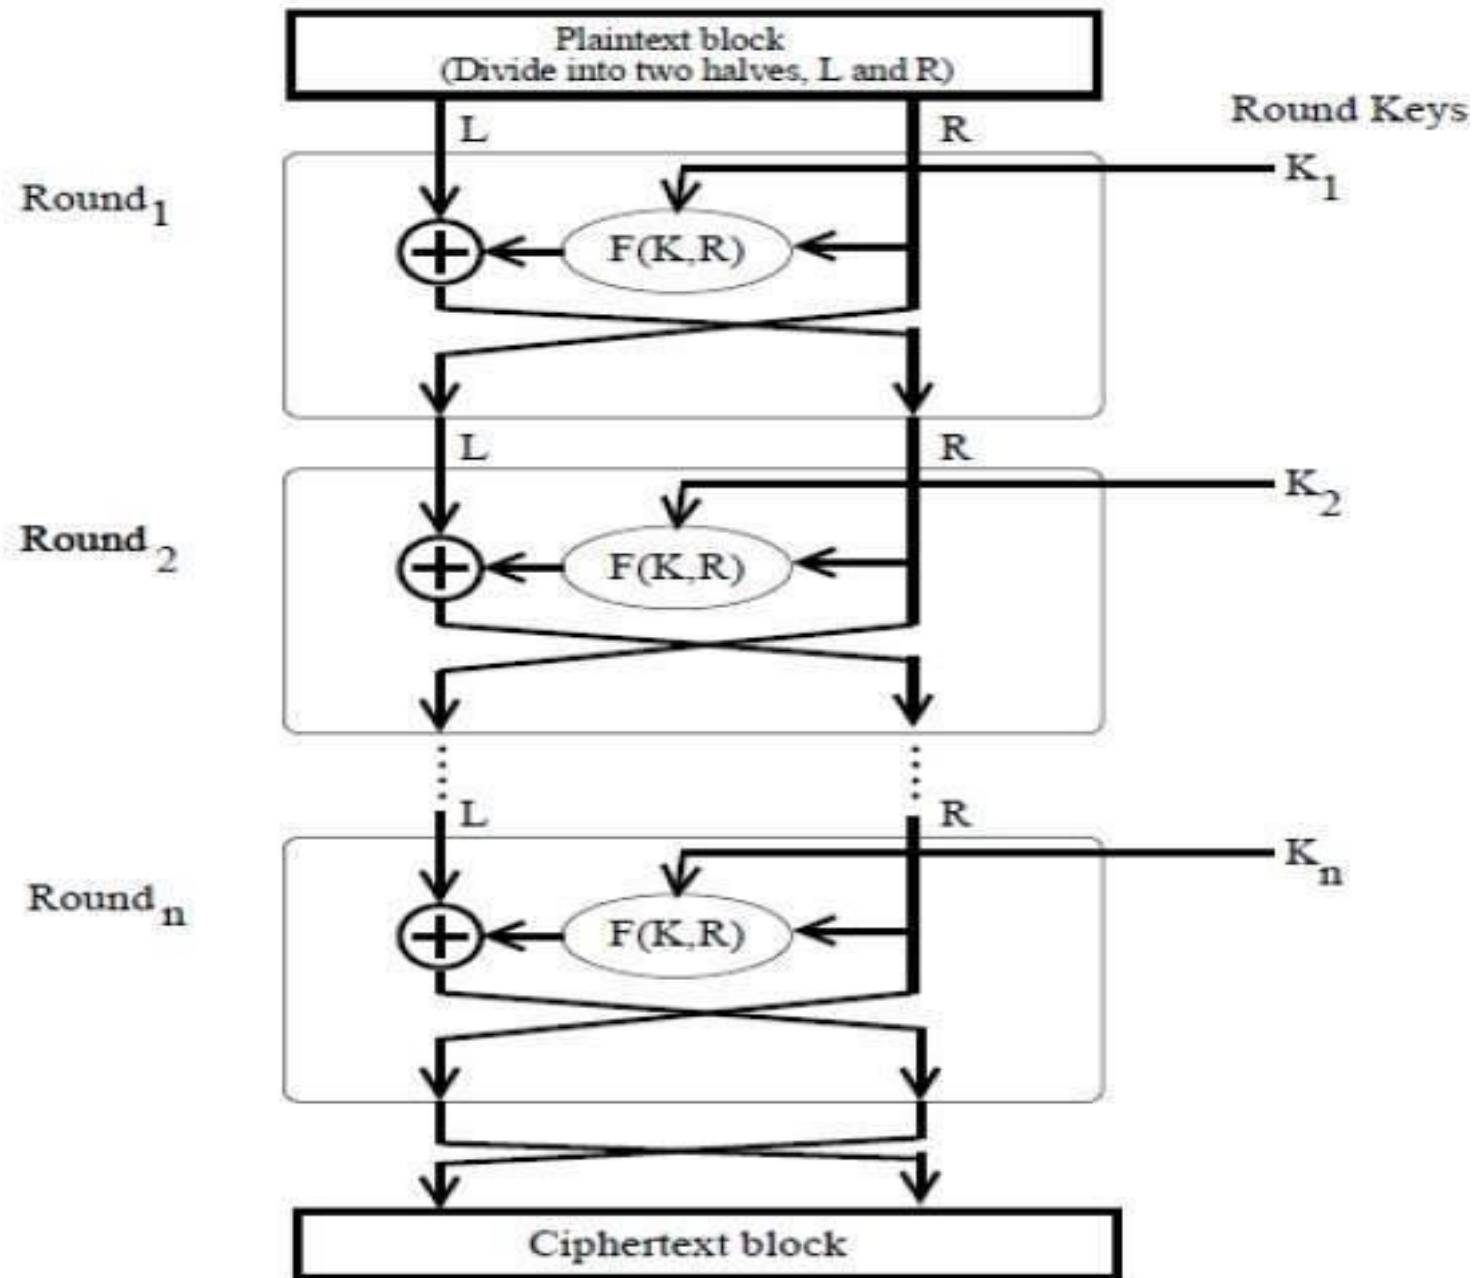 Plaintext block
(Divide into two halves, L and R)
Round Keys
L
R
K1
Round1
F(K,R)
L
R
K2
Round2
F(K,R)
L
R
Kn
Roundn
F(K,R)
Ciphertext block